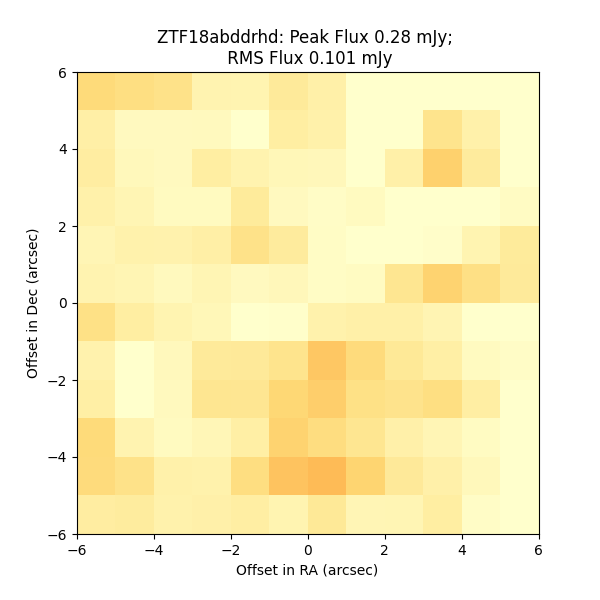 ZTF18abddrhd: Peak Flux 0.28 mJy;
RMS Flux 0.101 mJy
6
4
2
0
−2
−4
−6
Offset in Dec (arcsec)
−6 −4 −2 0 2 4 6
Offset in RA (arcsec)